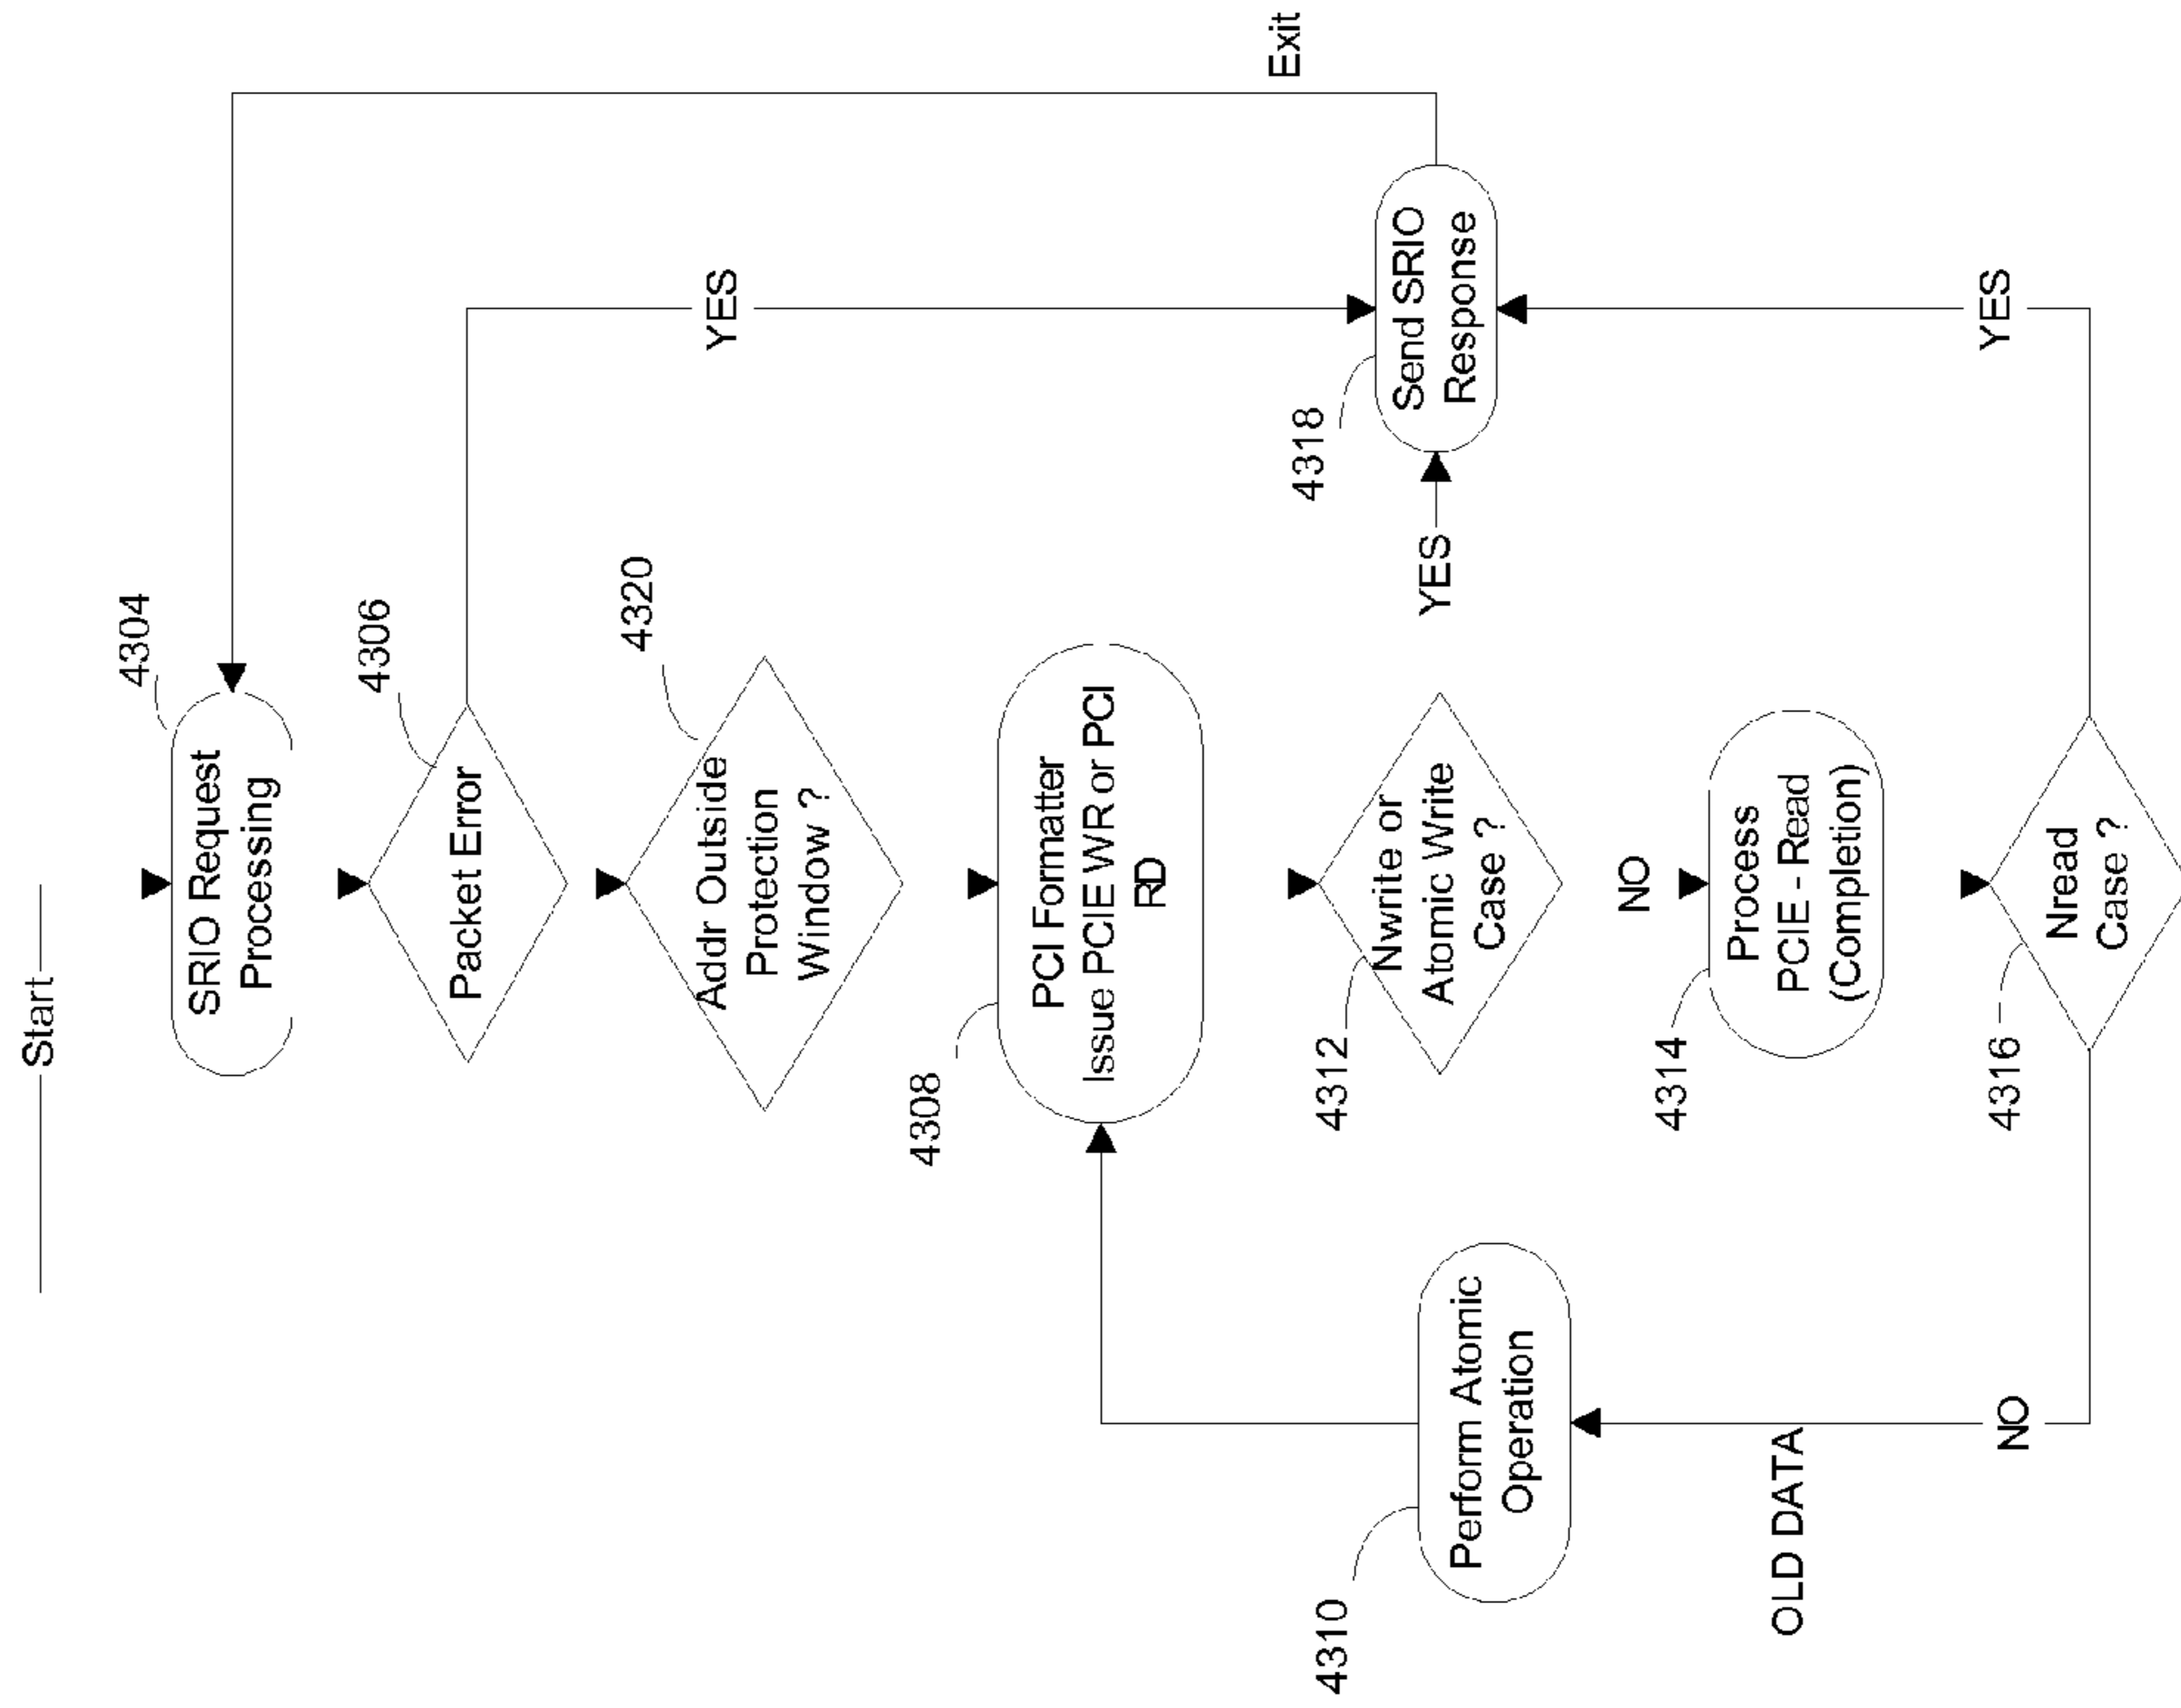 Start
4304
SRIO Request
Processing
4306
Packet Error
YES
4320
Addr Outside
Protection
Window ?
4308
PCI Formatter
Issue PCIE WR or PCI
RD
4312
Nwrite or
Atomic Write
Case ?
YES
4318
Send SRIO
Response
Exit
NO
4314
Process
PCIE - Read
(Completion)
4316
Nread
Case ?
YES
NO
OLD DATA
4310
Perform Atomic
Operation